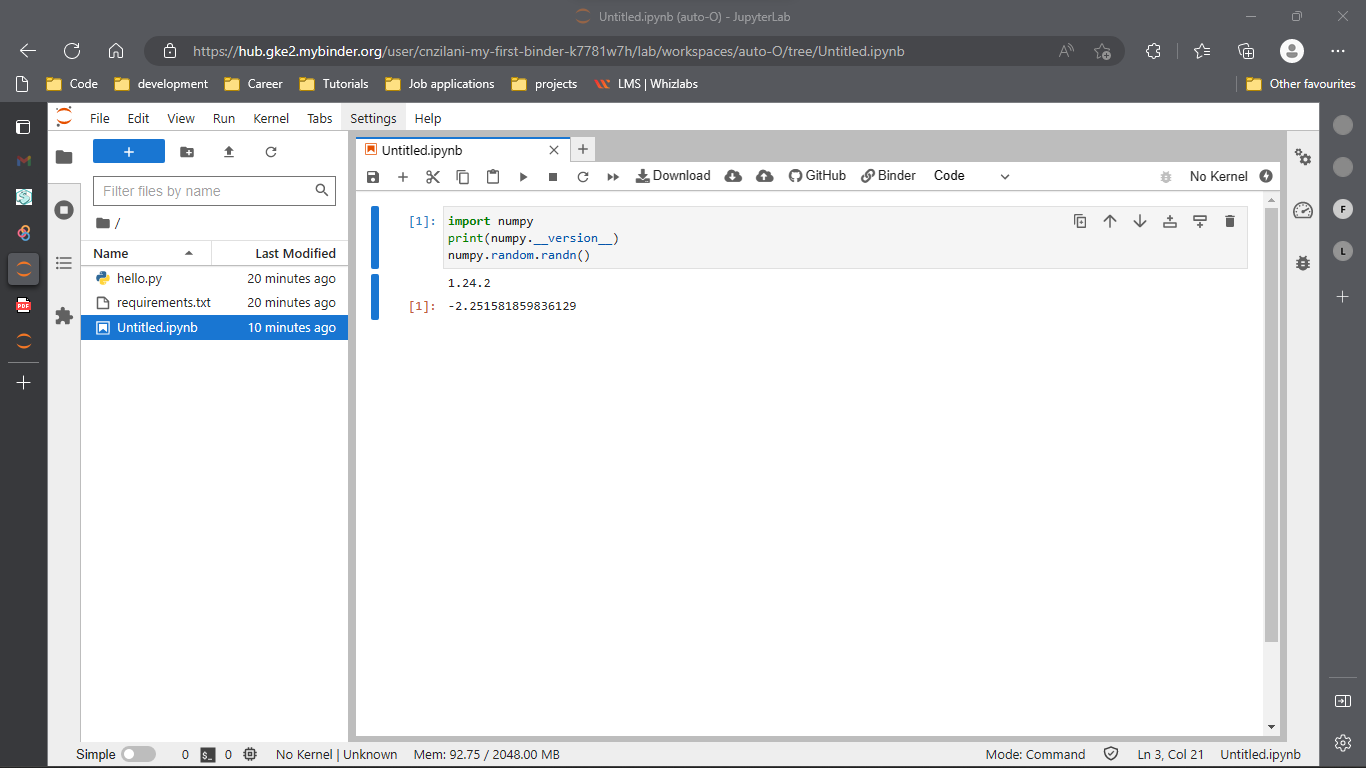 Untitled.ipynb (auto-O) - JupyterLab
https://hub.gke2.mybinder.org/user/cnzilani-my-first-binder-k7781w7h/lab/workspaces/auto-O/tree/Untitled.ipynb
Code development Career Tutorials Job applications projects LMS | Whizlabs Other favourites
File Edit View Run Kernel Tabs Settings Help
Untitled.ipynb
Download GitHub Binder Code No Kernel
Filter files by name
/
Name Last Modified
hello.py 20 minutes ago
requirements.txt 20 minutes ago
Untitled.ipynb 10 minutes ago
[1]: import numpy
print(numpy.__version__)
numpy.random.randn()
1.24.2
[1]: -2.251581859836129
PDF
F
L
Simple 0 $_ 0 No Kernel | Unknown Mem: 92.75 / 2048.00 MB Mode: Command Ln 3, Col 21 Untitled.ipynb